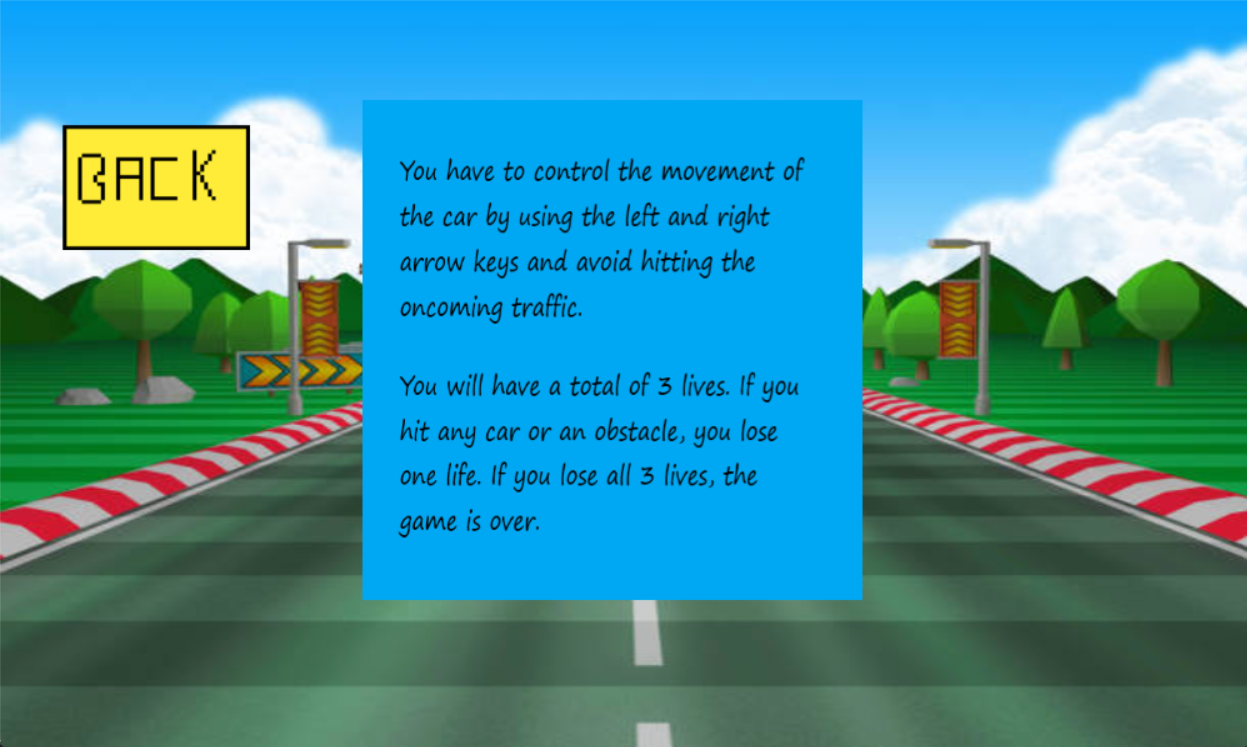 BACK
You have to control the movement of
the car by using the left and right
arrow keys and avoid hitting the
oncoming traffic.
You will have a total of 3 lives. If you
hit any car or an obstacle, you lose
one life. If you lose all 3 lives, the
game is over.